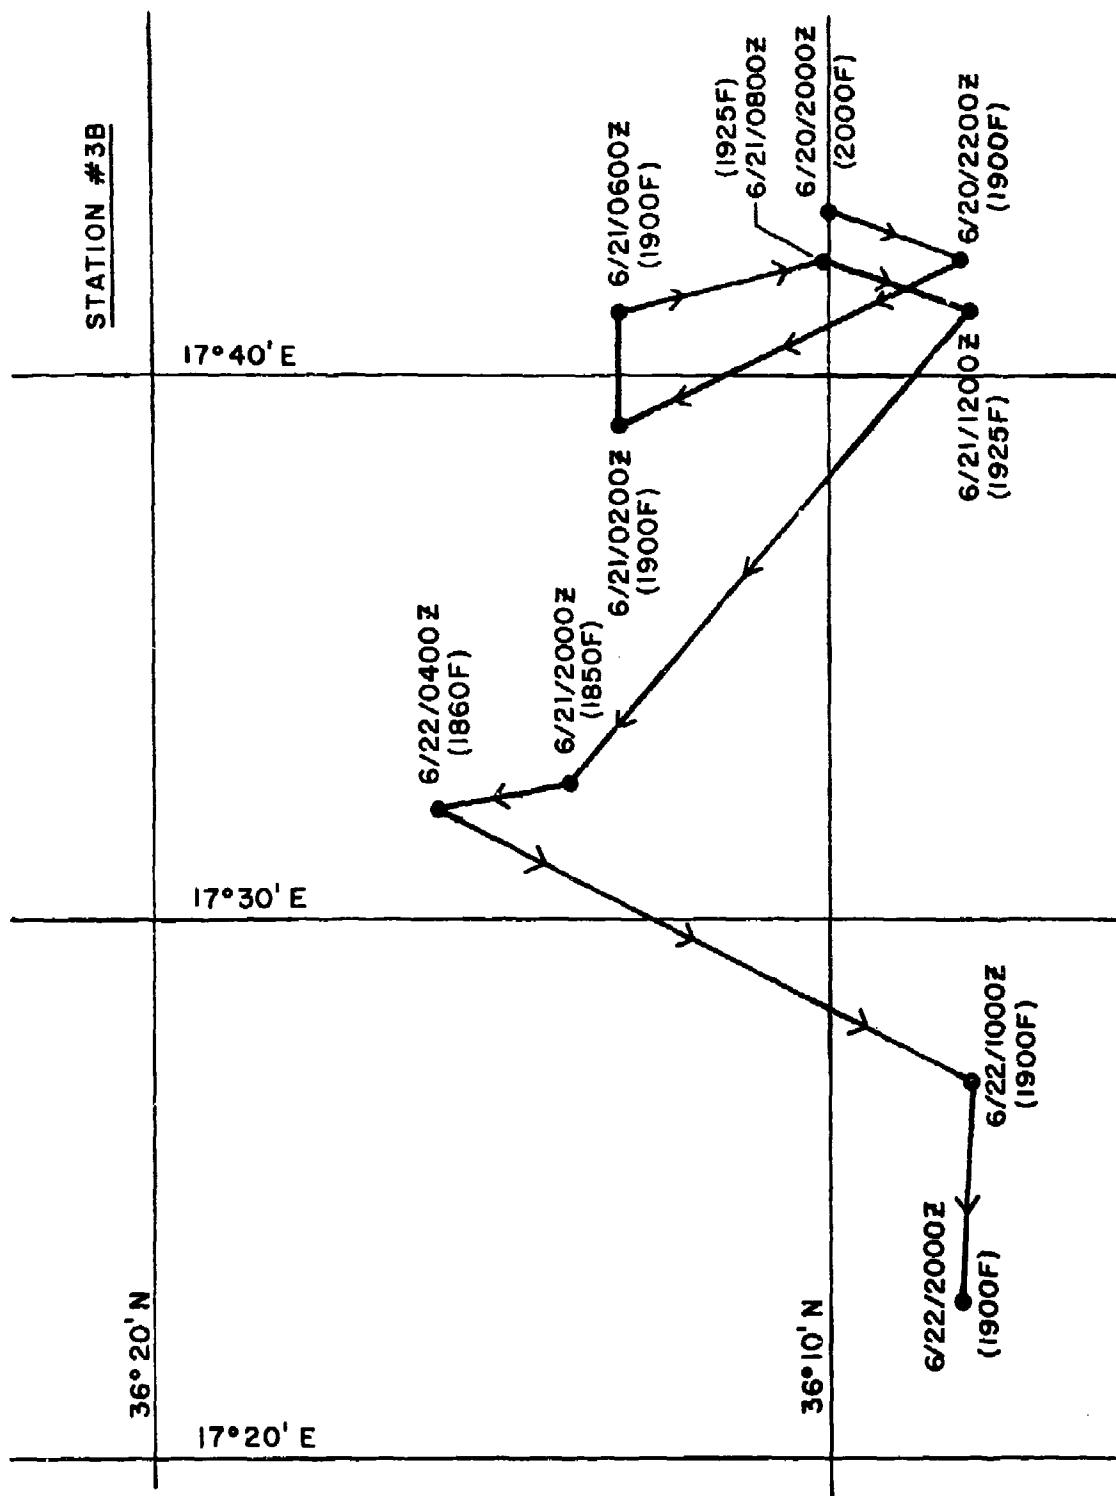 STATION #3B
36°20' N
36°10' N
17°40' E
17°30' E
17°20' E
6/20/2000Z
(2000F)
6/20/2200Z
(1900F)
6/21/0200Z
(1900F)
6/21/0600Z
(1900F)
(1925F)
6/21/0800Z
6/21/1200Z
(1925F)
6/21/2000Z
(1850F)
6/22/0400Z
(1860F)
6/22/1000Z
(1900F)
6/22/2000Z
(1900F)